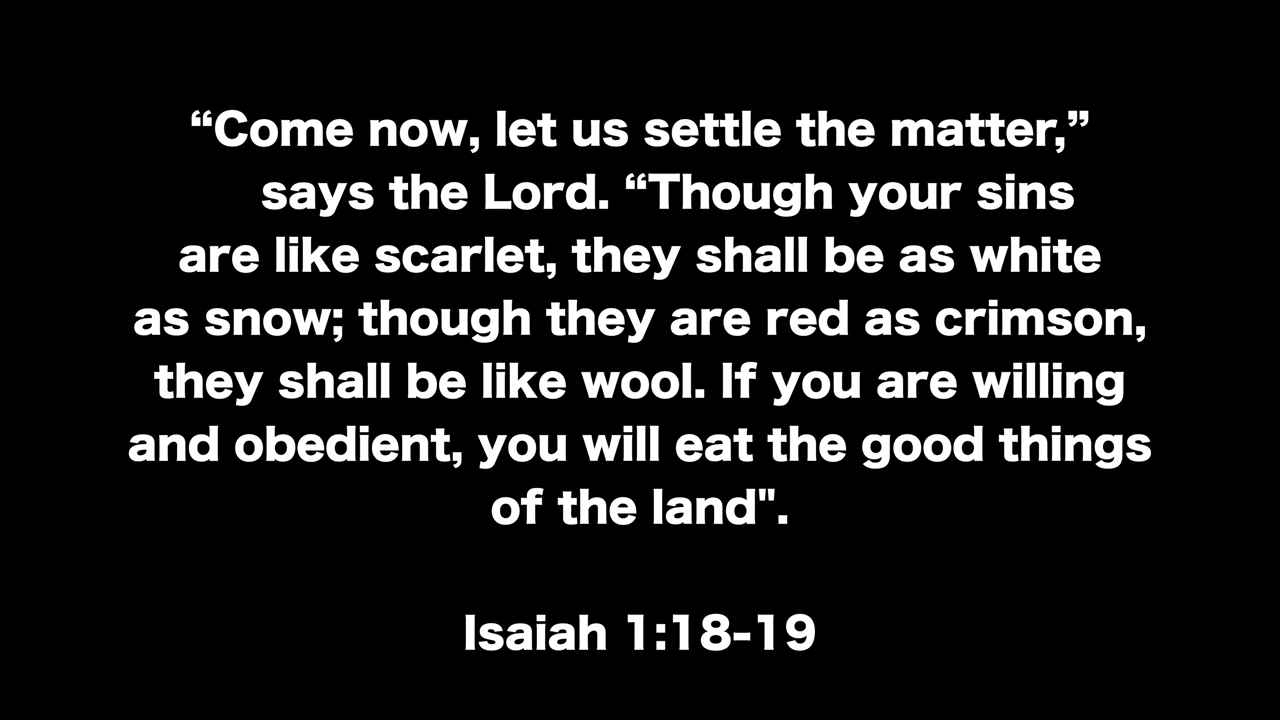 “Come now, let us settle the matter,”
says the Lord. “Though your sins
are like scarlet, they shall be as white
as snow; though they are red as crimson,
they shall be like wool. If you are willing
and obedient, you will eat the good things
of the land".
Isaiah 1:18-19